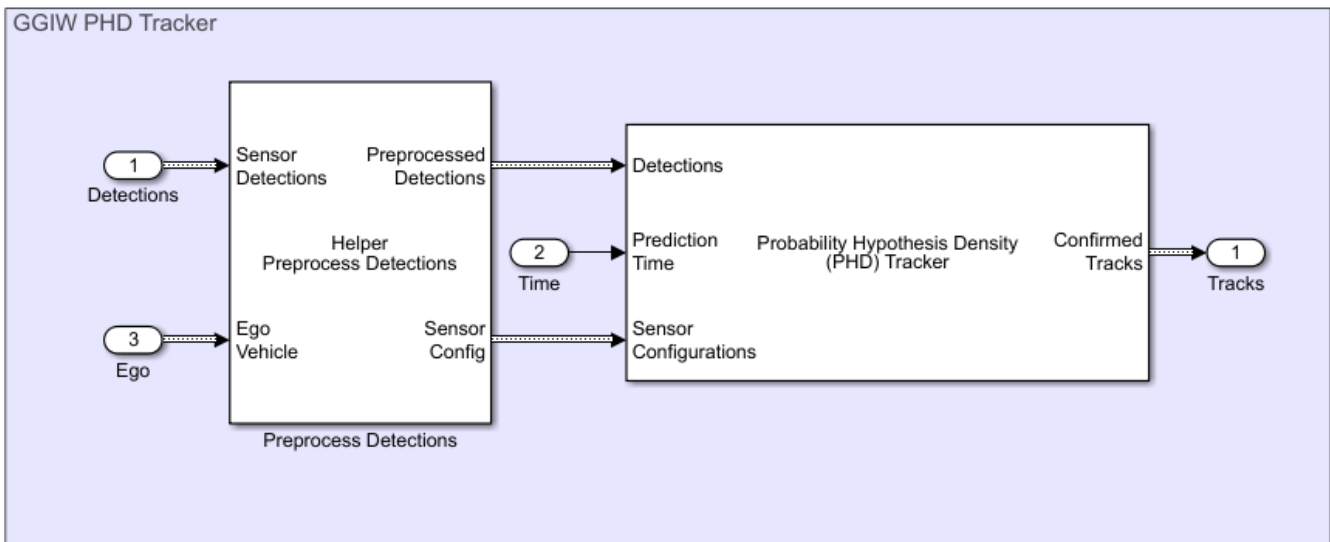 GGIW PHD Tracker
1
Detections
3
Ego
Sensor
Detections
Preprocessed
Detections
Helper
Preprocess Detections
Ego
Vehicle
Sensor
Config
Preprocess Detections
2
Time
Detections
Prediction
Time
Probability Hypothesis Density
(PHD) Tracker
Confirmed
Tracks
Sensor
Configurations
1
Tracks